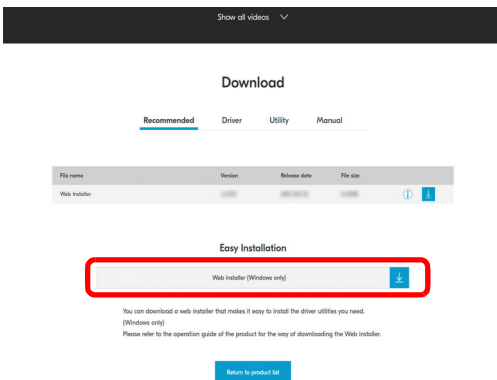 Show all videos
Download
Recommended Driver Utility Manual
File name Version Release date File size
Web Installer
Easy Installation
Web installer (Windows only)
You can download a web installer that makes it easy to install the driver utilities you need.
(Windows only)
Please refer to the operation guide of the product for the way of downloading the Web installer.
Return to product list